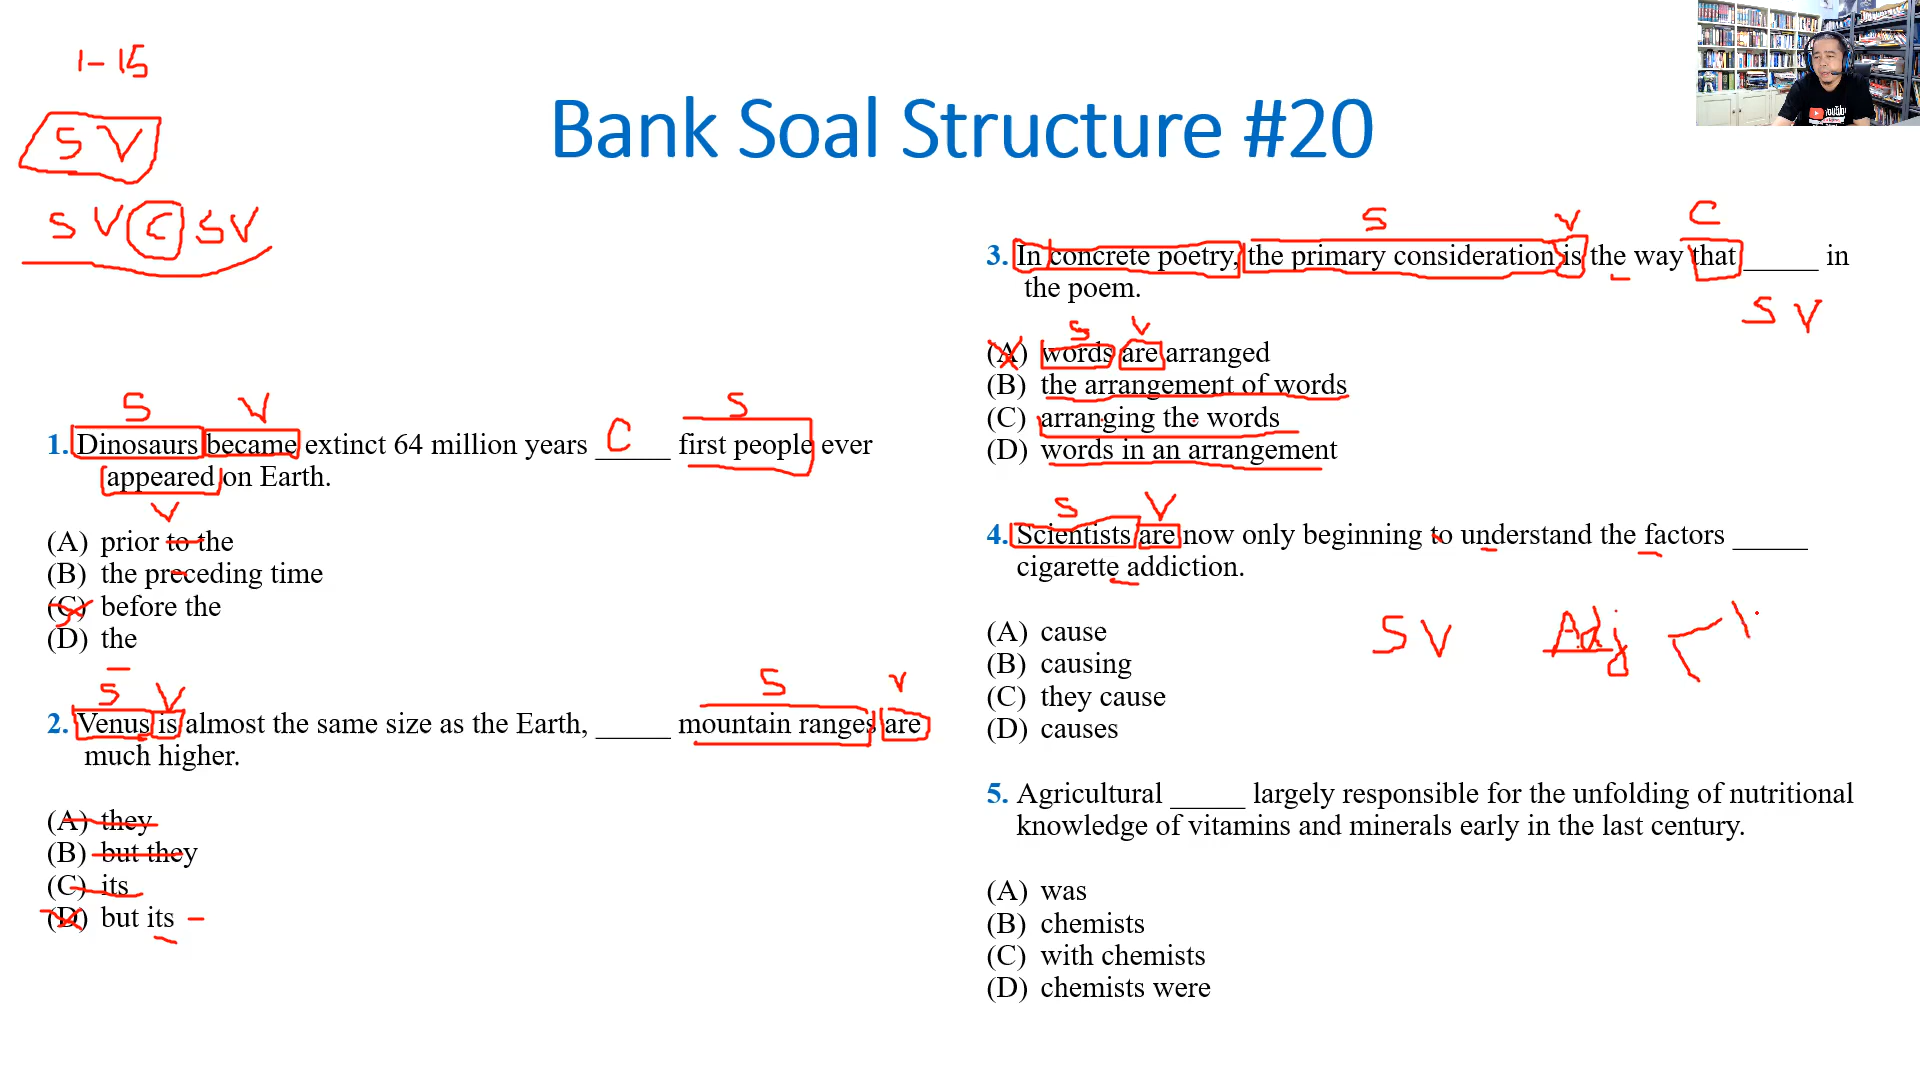 1-15
S V
S V C S V
Bank Soal Structure #20
S V C S
1. Dinosaurs became extinct 64 million years _____ first people ever
appeared on Earth.
V
(A) prior to the
(B) the preceding time
(C) before the
(D) the
S V S V
2. Venus is almost the same size as the Earth, _____ mountain ranges are
much higher.
(A) they
(B) but they
(C) its
(D) but its
S V C
3. In concrete poetry, the primary consideration is the way that _____ in
the poem.
S V
S V
(A) words are arranged
(B) the arrangement of words
(C) arranging the words
(D) words in an arrangement
S V
4. Scientists are now only beginning to understand the factors _____
cigarette addiction.
(A) cause
(B) causing
(C) they cause
(D) causes
S V Adj
5. Agricultural _____ largely responsible for the unfolding of nutritional
knowledge of vitamins and minerals early in the last century.
(A) was
(B) chemists
(C) with chemists
(D) chemists were
YouTube